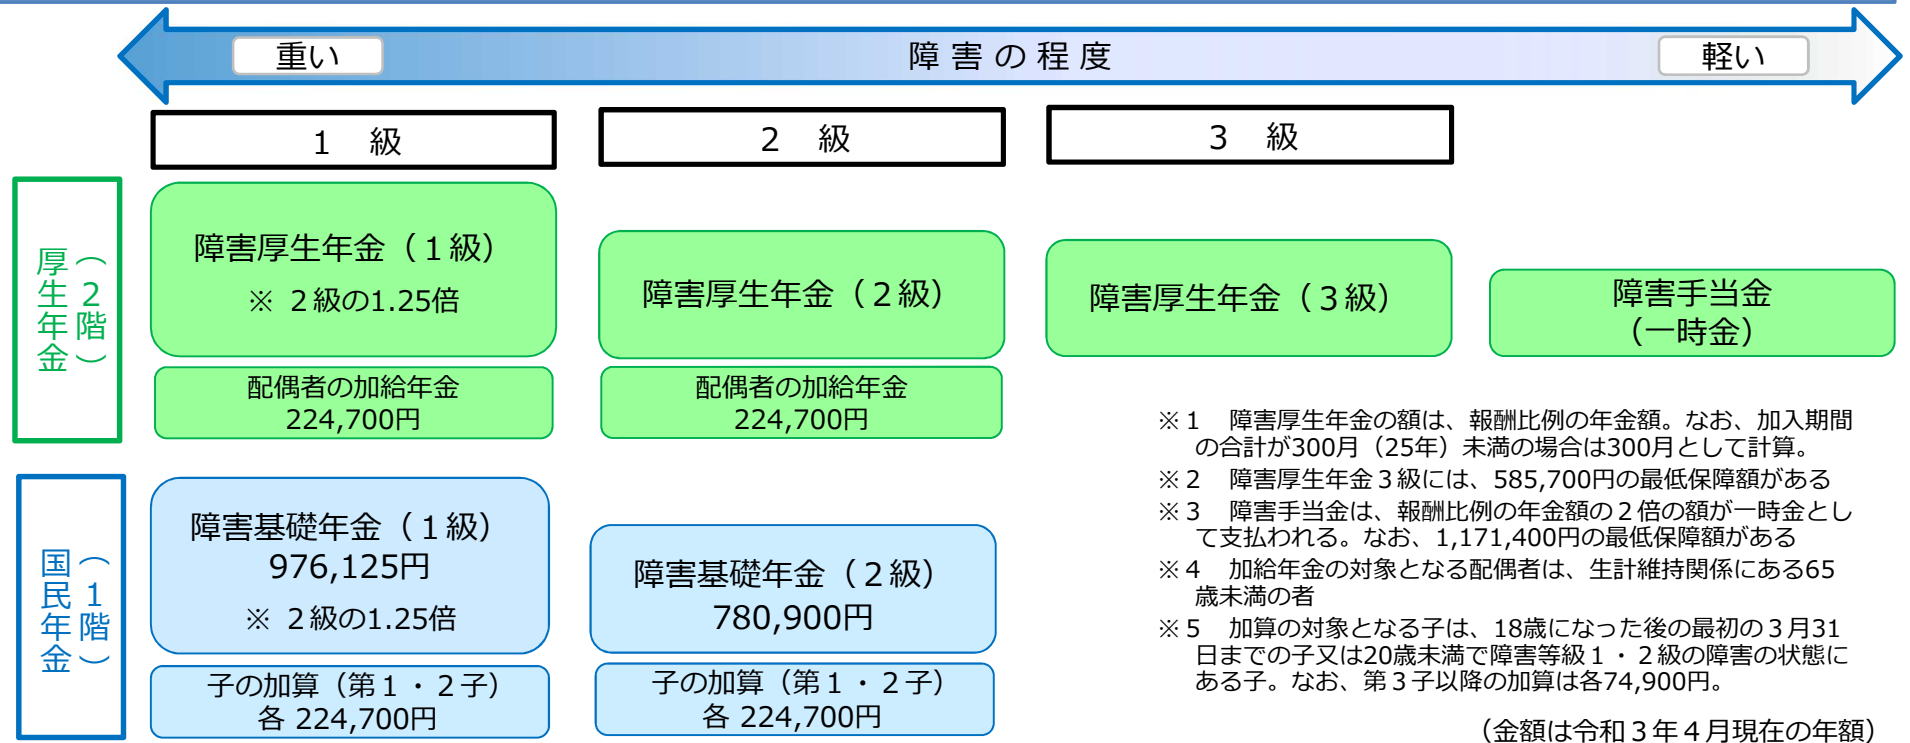 重い
障害の程度
軽い
1 級
2 級
3 級
厚生年金
（2階）
障害厚生年金（１級）
※ ２級の1.25倍
障害厚生年金（２級）
障害厚生年金（３級）
障害手当金
（一時金）
配偶者の加給年金
224,700円
配偶者の加給年金
224,700円
国民年金
（1階）
障害基礎年金（１級）
976,125円
※ ２級の1.25倍
障害基礎年金（２級）
780,900円
子の加算（第１・２子）
各 224,700円
子の加算（第１・２子）
各 224,700円
※１ 障害厚生年金の額は、報酬比例の年金額。なお、加入期間
の合計が300月（25年）未満の場合は300月として計算。
※２ 障害厚生年金３級には、585,700円の最低保障額がある
※３ 障害手当金は、報酬比例の年金額の２倍の額が一時金とし
て支払われる。なお、1,171,400円の最低保障額がある
※４ 加給年金の対象となる配偶者は、生計維持関係にある65
歳未満の者
※５ 加算の対象となる子は、18歳になった後の最初の３月31
日までの子又は20歳未満で障害等級１・２級の障害の状態に
ある子。なお、第３子以降の加算は各74,900円。
（金額は令和３年４月現在の年額）